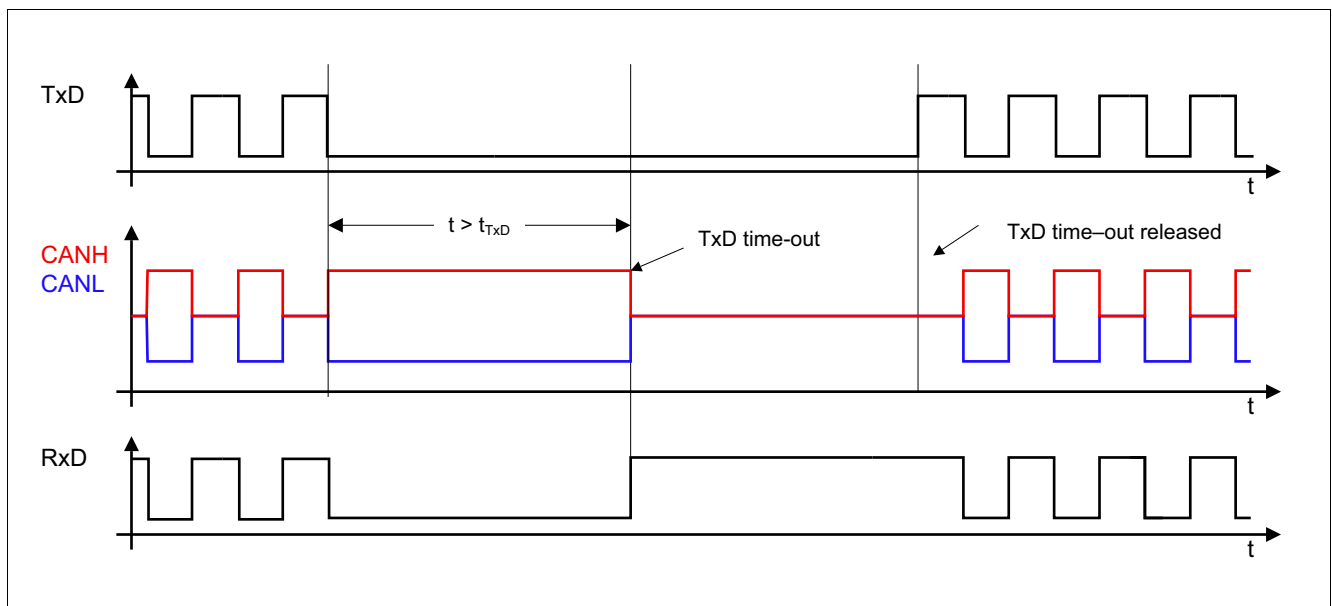 TxD
t
t > tTxD
TxD time-out
TxD time–out released
CANH
CANL
t
RxD
t